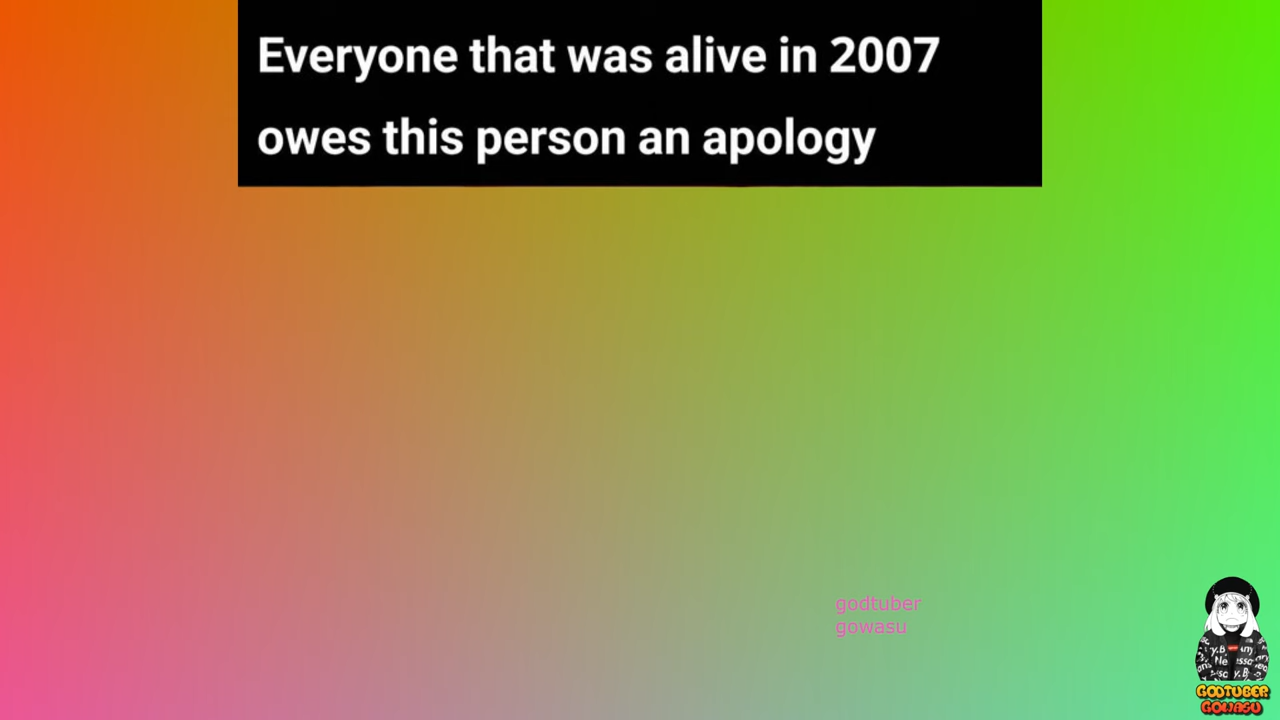 Everyone that was alive in 2007
owes this person an apology
godtuber
gowasu
GODTUBER
GOWASU